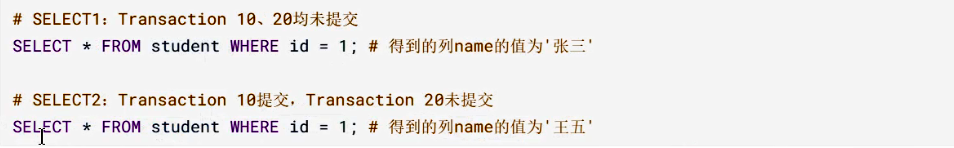 # SELECT1：Transaction 10、20均未提交
SELECT * FROM student WHERE id = 1; # 得到的列name的值为'张三'
# SELECT2：Transaction 10提交，Transaction 20未提交
SELECT * FROM student WHERE id = 1; # 得到的列name的值为'王五'